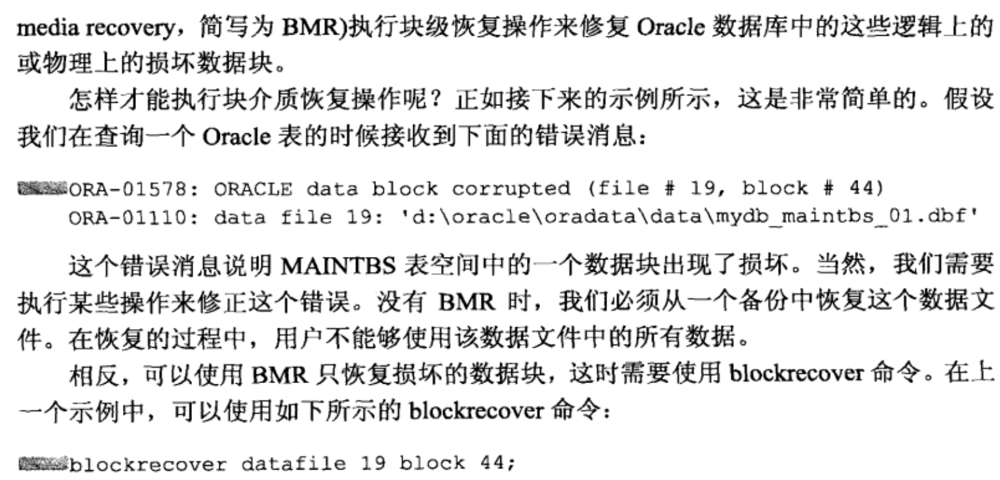 media recovery，简写为 BMR)执行块级恢复操作来修复 Oracle 数据库中的这些逻辑上的
或物理上的损坏数据块。
怎样才能执行块介质恢复操作呢？正如接下来的示例所示，这是非常简单的。假设
我们在查询一个 Oracle 表的时候接收到下面的错误消息：
ORA-01578: ORACLE data block corrupted (file # 19, block # 44)
ORA-01110: data file 19: 'd:\oracle\oradata\data\mydb_maintbs_01.dbf'
这个错误消息说明 MAINTBS 表空间中的一个数据块出现了损坏。当然，我们需要
执行某些操作来修正这个错误。没有 BMR 时，我们必须从一个备份中恢复这个数据文
件。在恢复的过程中，用户不能够使用该数据文件中的所有数据。
相反，可以使用 BMR 只恢复损坏的数据块，这时需要使用 blockrecover 命令。在上
一个示例中，可以使用如下所示的 blockrecover 命令：
blockrecover datafile 19 block 44;